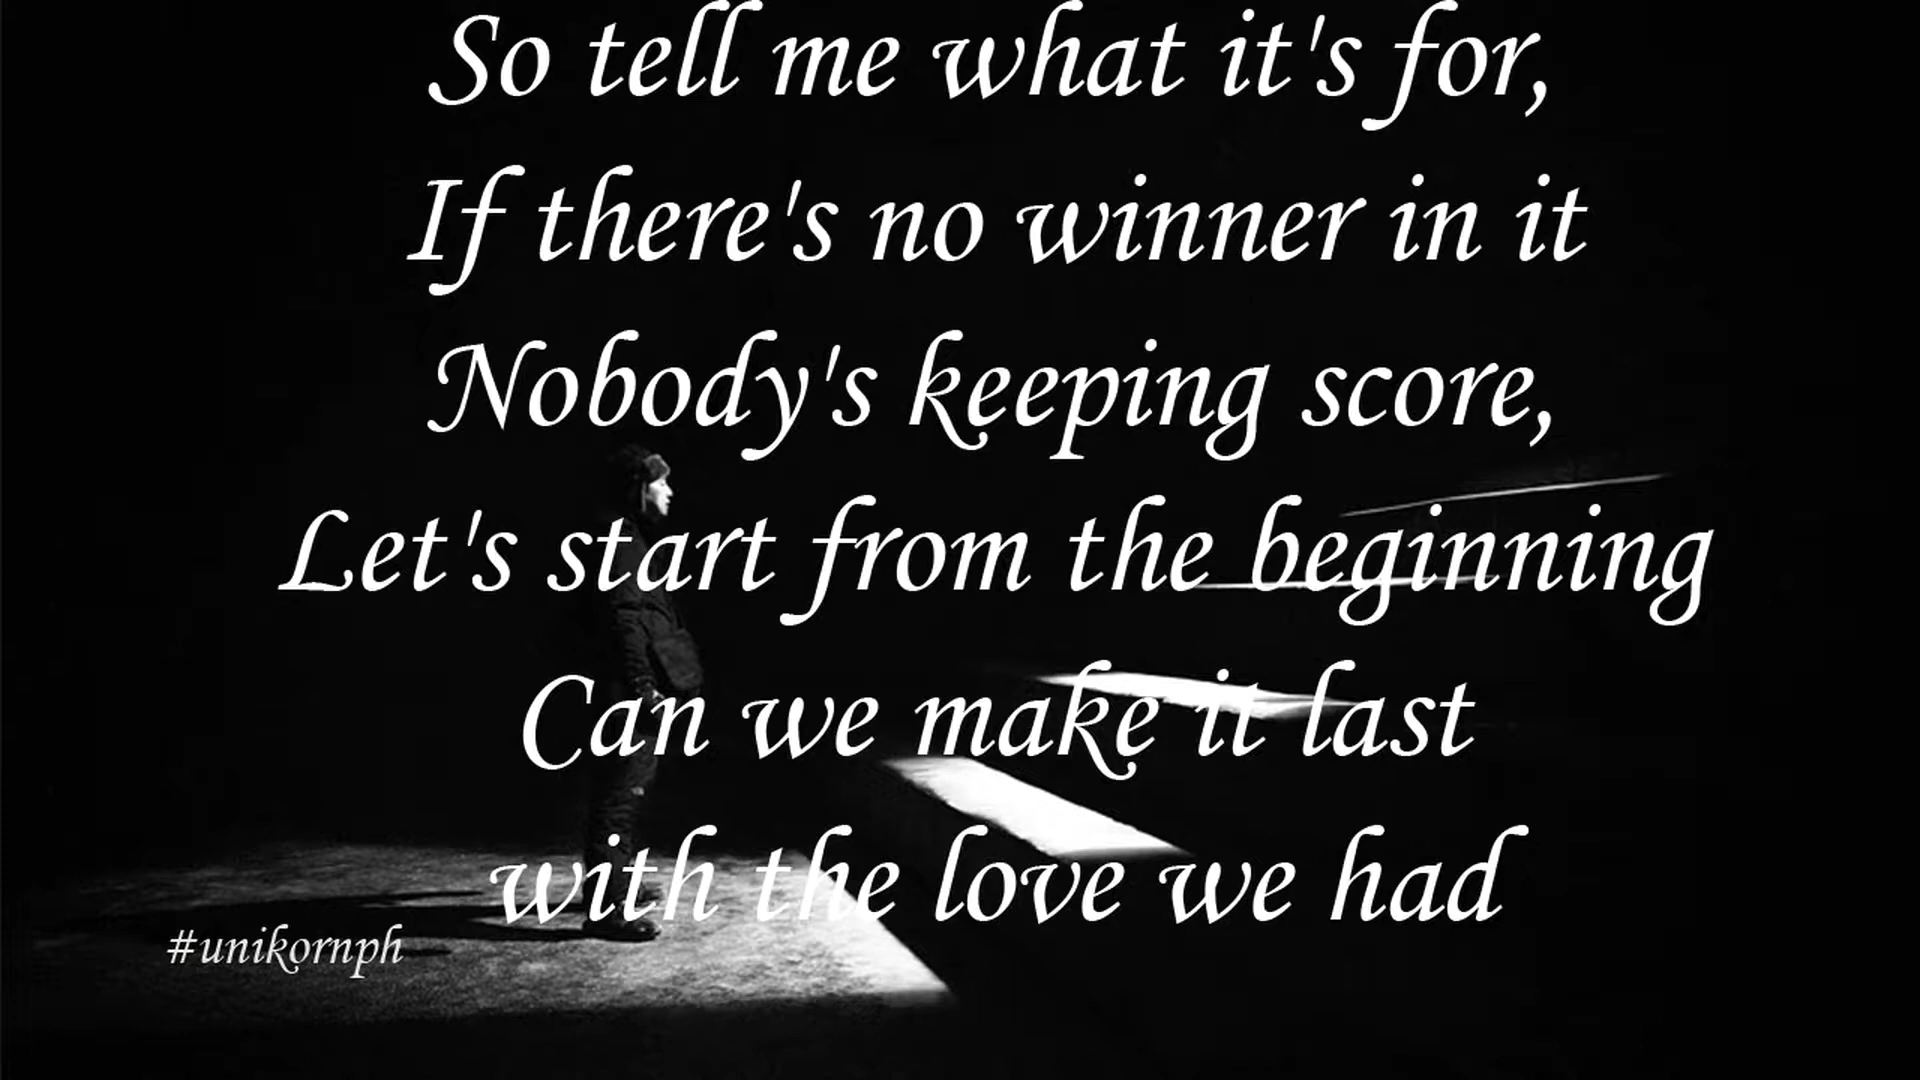 So tell me what it's for,
If there's no winner in it
Nobody's keeping score,
Let's start from the beginning
Can we make it last
with the love we had
#unikornph